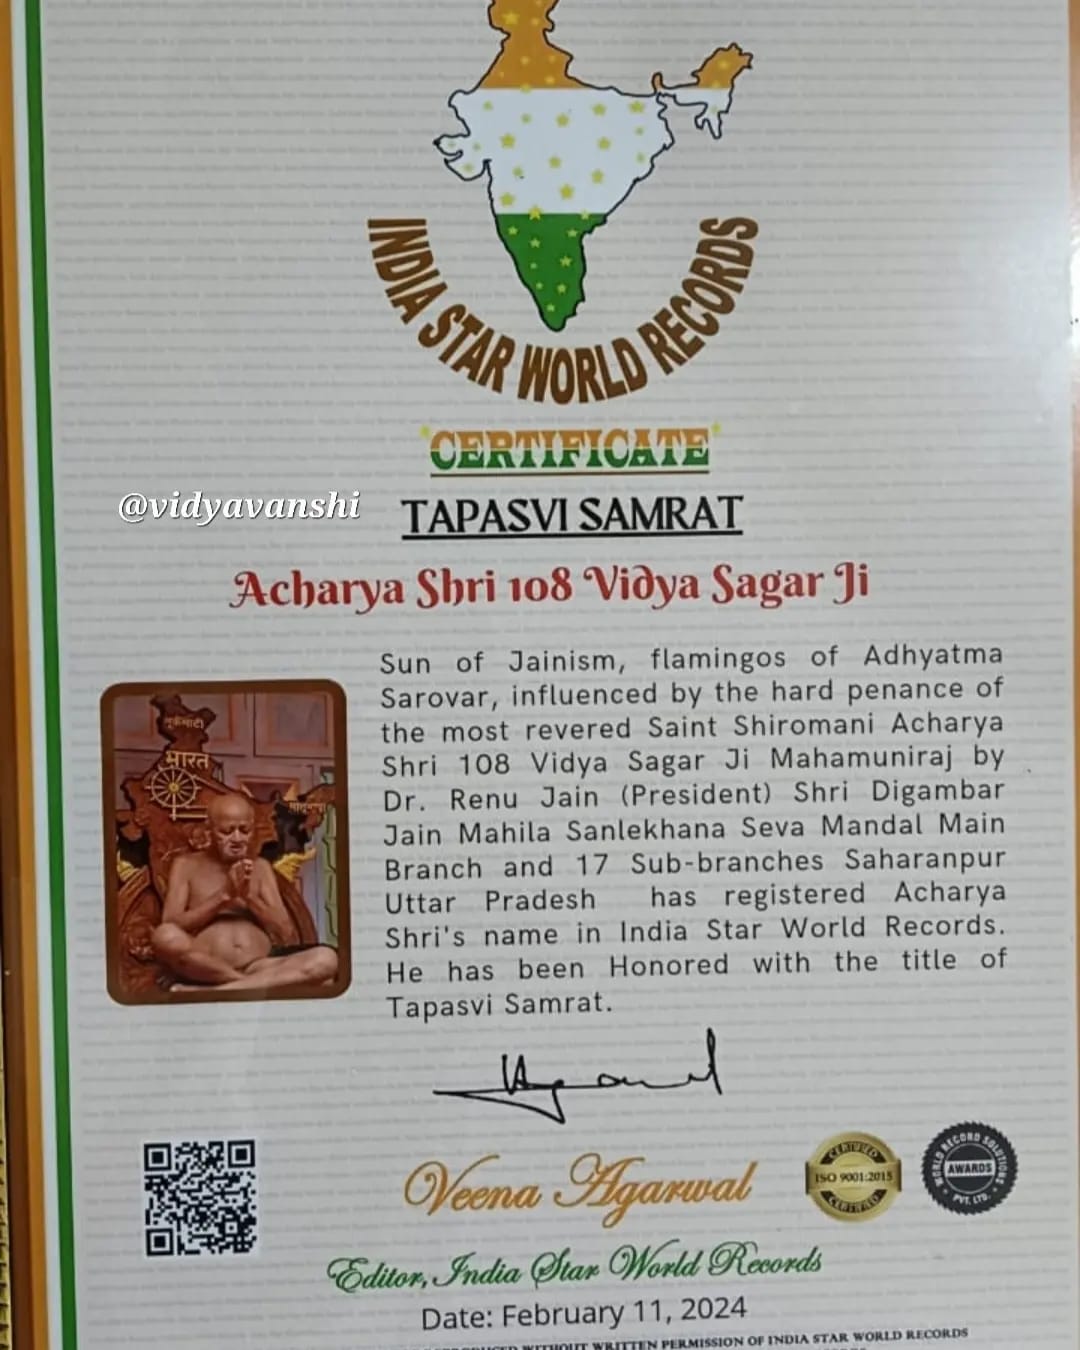 INDIA STAR WORLD RECORDS
CERTIFICATE
@vidyavanshi
TAPASVI SAMRAT
Acharya Shri 108 Vidya Sagar Ji
Sun of Jainism, flamingos of Adhyatma
Sarovar, influenced by the hard penance of
the most revered Saint Shiromani Acharya
Shri 108 Vidya Sagar Ji Mahamuniraj by
Dr. Renu Jain (President) Shri Digambar
Jain Mahila Sanlekhana Seva Mandal Main
Branch and 17 Sub-branches Saharanpur
Uttar Pradesh has registered Acharya
Shri's name in India Star World Records.
He has been Honored with the title of
Tapasvi Samrat.
मूकमाटी
भारत
Veena Agarwal
CERTIFIED
ISO 9001:2015
CERTIFIED
WORLD RECORD SOLUTIONS
AWARDS
PVT. LTD.
Editor, India Star World Records
Date: February 11, 2024
WITHOUT WRITTEN PERMISSION OF INDIA STAR WORLD RECORDS